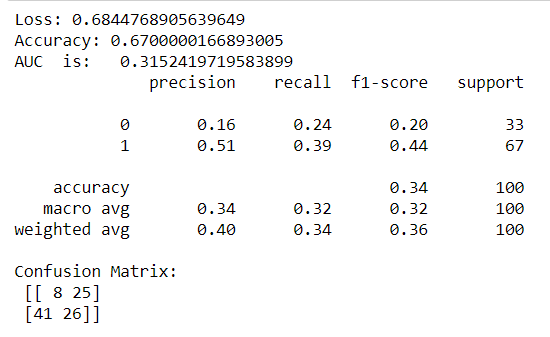 Loss: 0.6844768905639649
Accuracy: 0.6700000166893005
AUC  is:   0.3152419719583899
              precision    recall  f1-score   support

           0       0.16      0.24      0.20        33
           1       0.51      0.39      0.44        67

    accuracy                           0.34       100
   macro avg       0.34      0.32      0.32       100
weighted avg       0.40      0.34      0.36       100

Confusion Matrix:
 [[ 8 25]
 [41 26]]